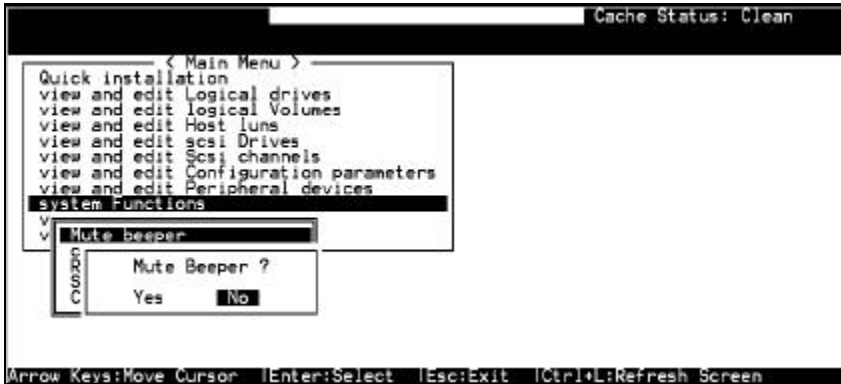 Cache Status: Clean
< Main Menu >
Quick installation
view and edit Logical drives
view and edit logical Volumes
view and edit Host luns
view and edit scsi Drives
view and edit Scsi channels
view and edit Configuration parameters
view and edit Peripheral devices
system Functions
v
v
Mute beeper
C
R
S
C
Mute Beeper ?
Yes No
Arrow Keys:Move Cursor |Enter:Select |Esc:Exit |Ctrl+L:Refresh Screen